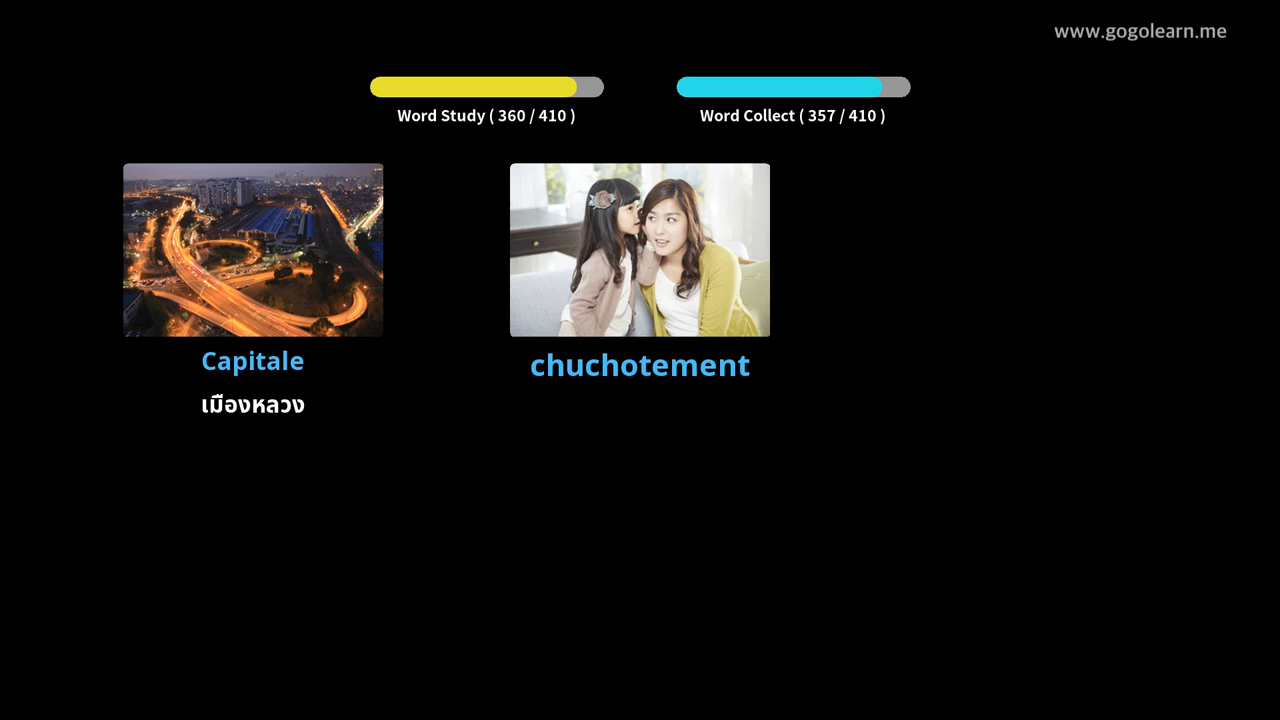 www.gogolearn.me
Word Study ( 360 / 410 )
Word Collect ( 357 / 410 )
Capitale
เมืองหลวง
chuchotement